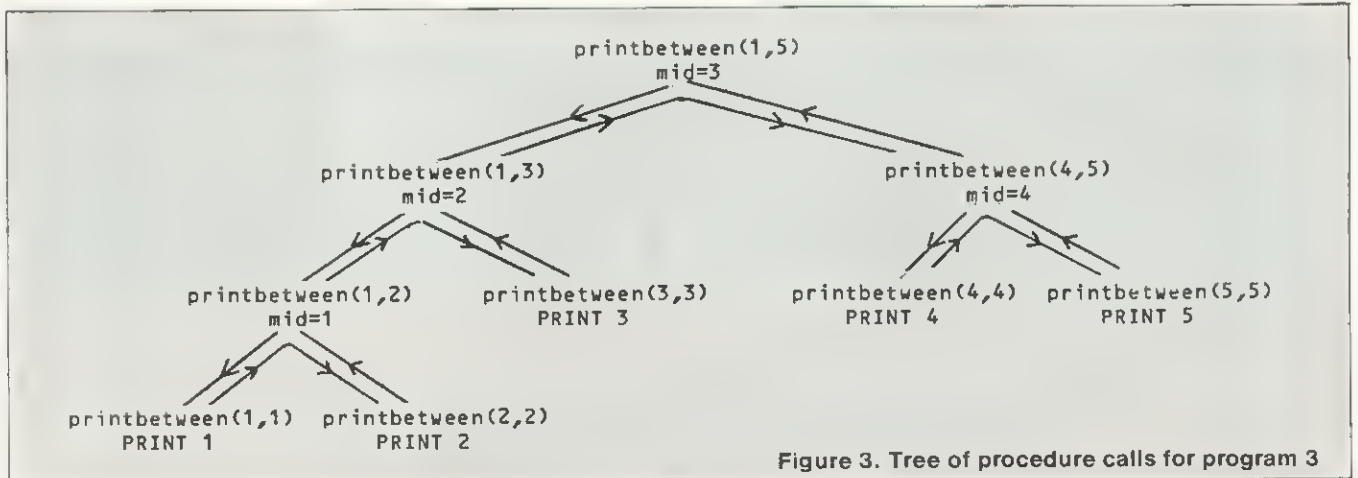 printbetween(1,5)
mid=3
printbetween(1,3)
mid=2
printbetween(4,5)
mid=4
printbetween(1,2)
mid=1
printbetween(3,3)
PRINT 3
printbetween(4,4)
PRINT 4
printbetween(5,5)
PRINT 5
printbetween(1,1)
PRINT 1
printbetween(2,2)
PRINT 2
Figure 3. Tree of procedure calls for program 3